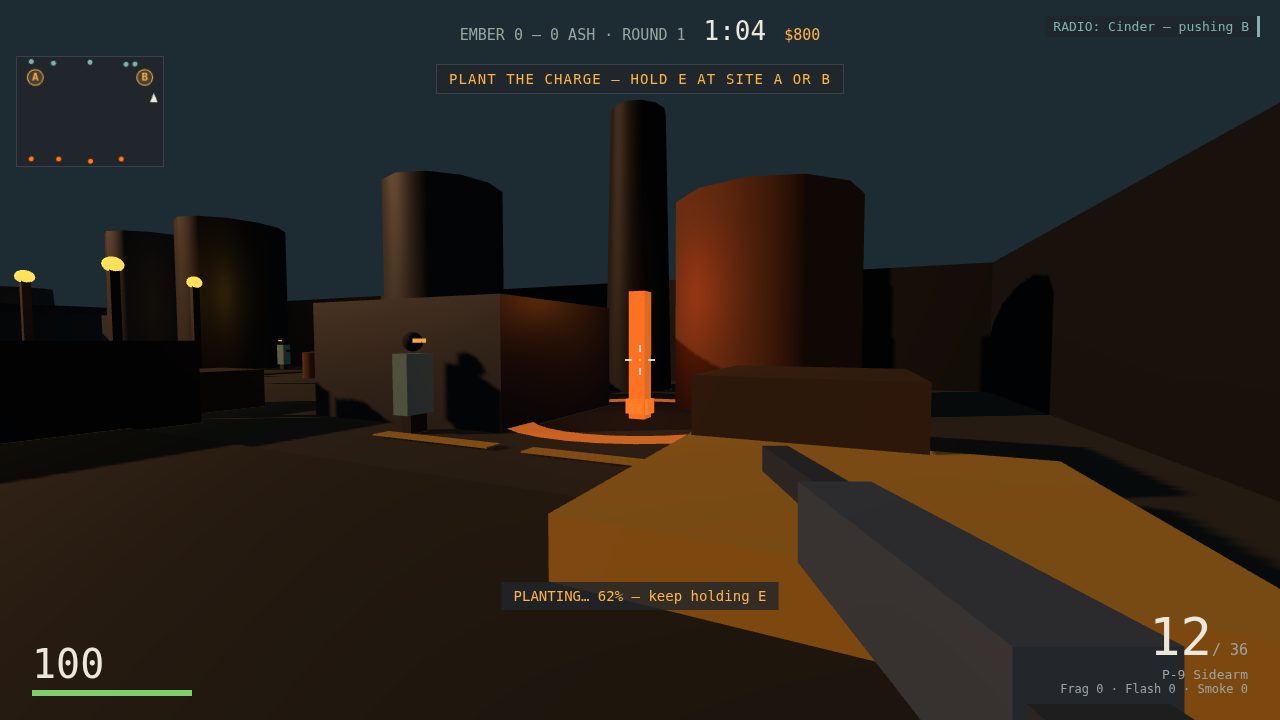 EMBER 0 — 0 ASH · ROUND 1 1:04 $800
RADIO: Cinder — pushing B
A B
PLANT THE CHARGE — HOLD E AT SITE A OR B
PLANTING… 62% — keep holding E
100
12 / 36
P-9 Sidearm
Frag 0 · Flash 0 · Smoke 0